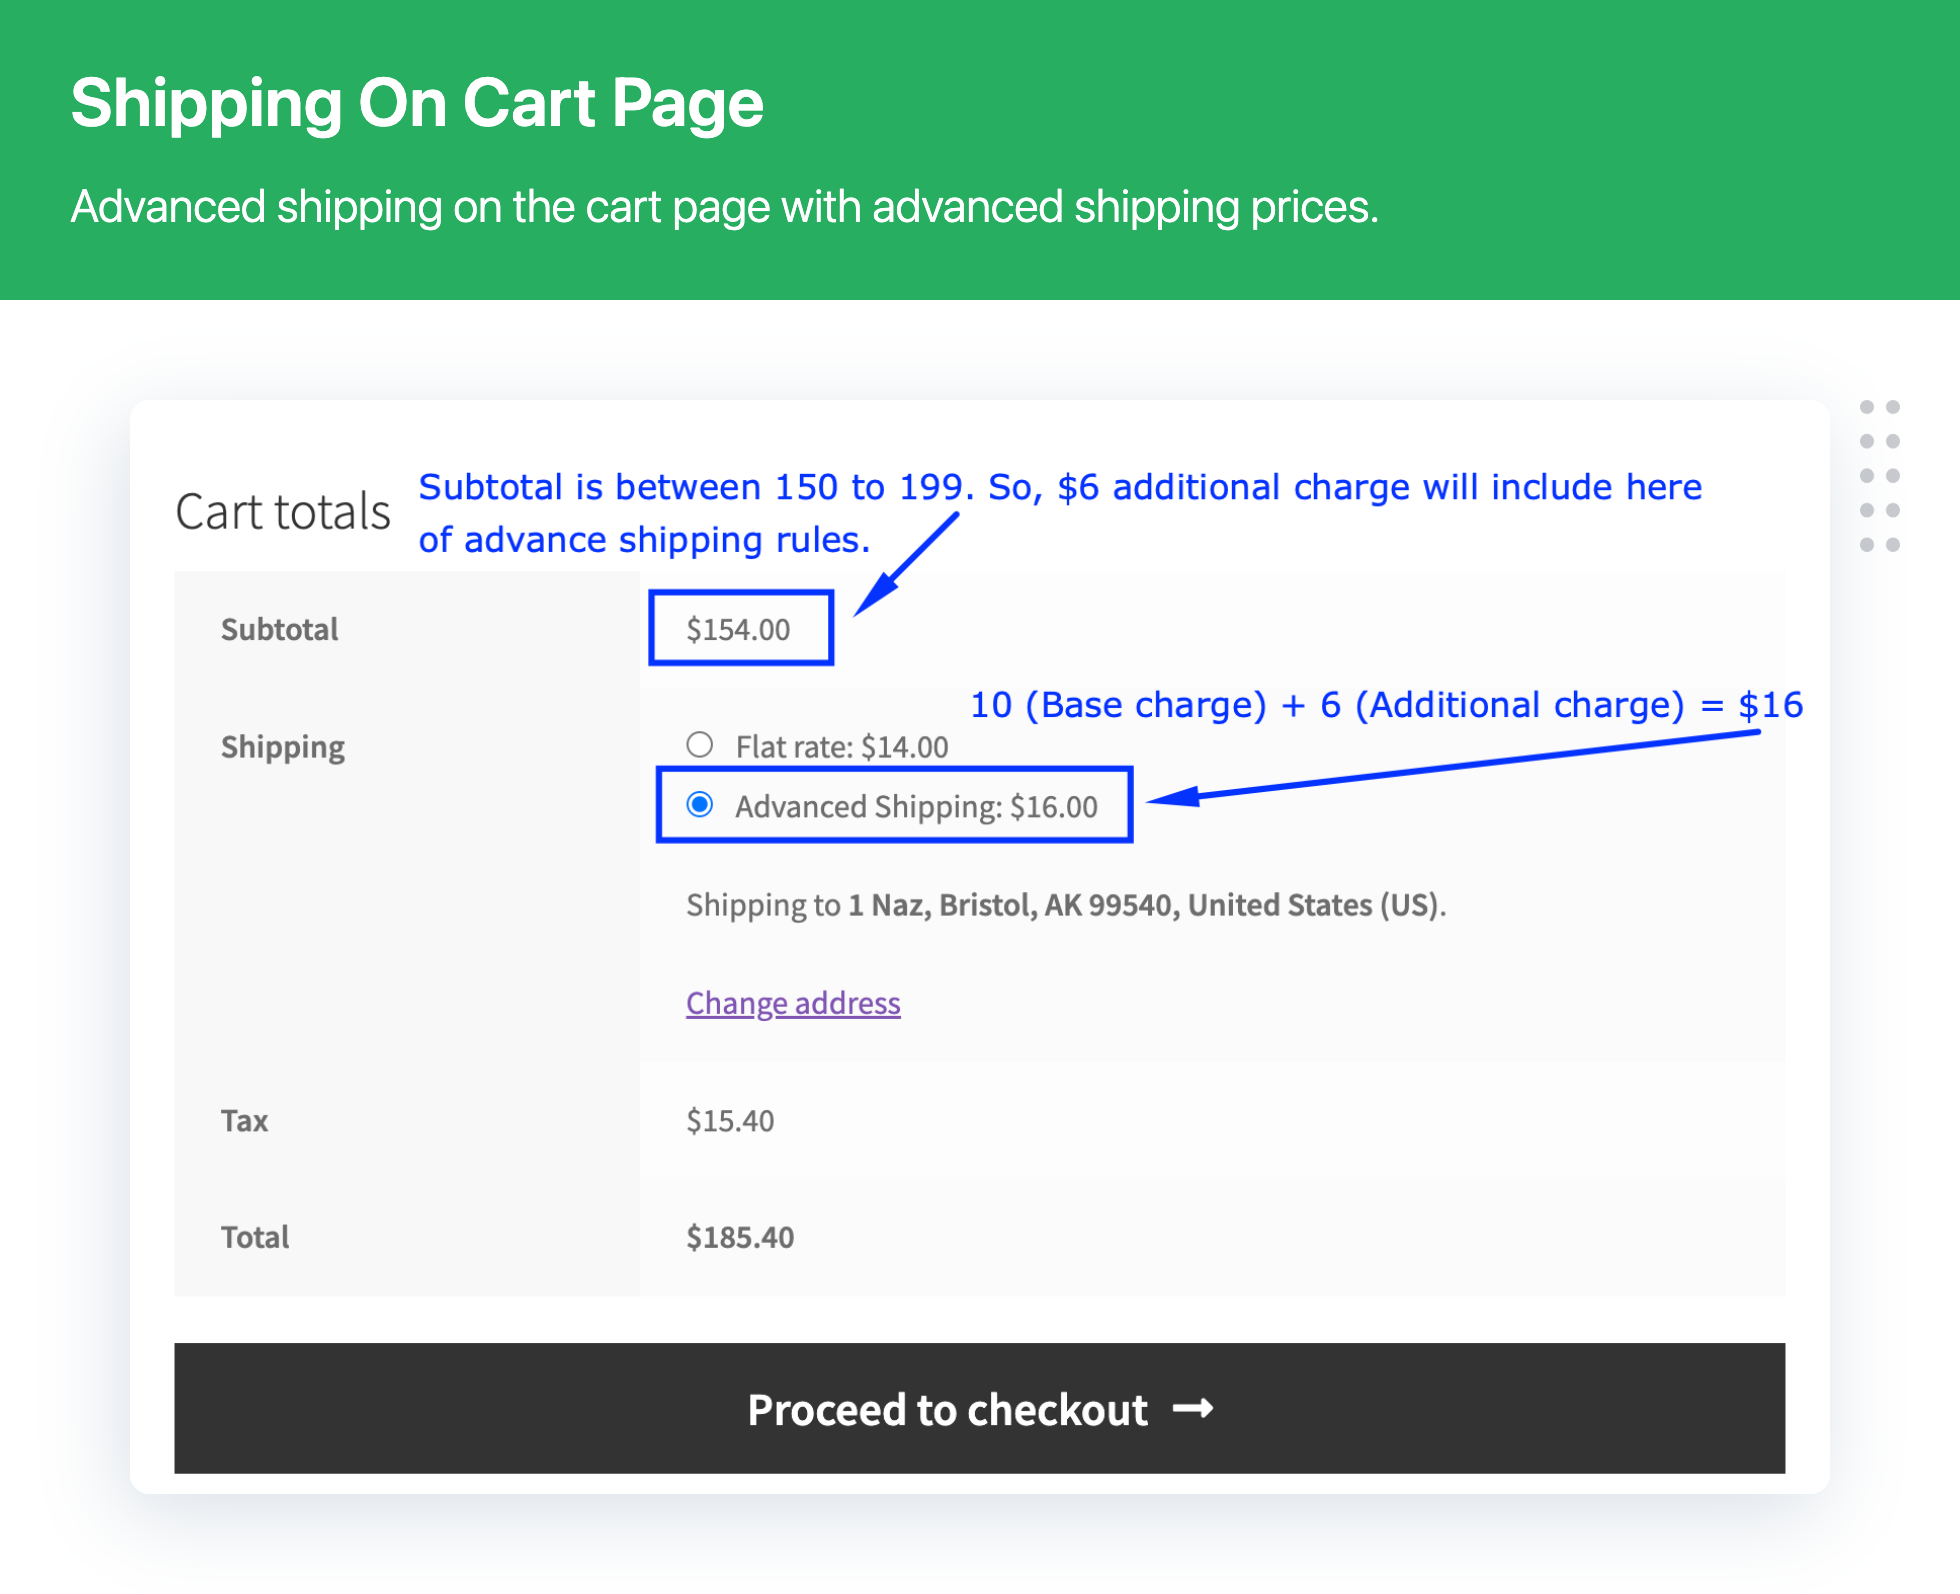 Shipping On Cart Page
Advanced shipping on the cart page with advanced shipping prices.
Cart totals
Subtotal is between 150 to 199. So, $6 additional charge will include here
of advance shipping rules.
Subtotal
$154.00
10 (Base charge) + 6 (Additional charge) = $16
Shipping
Flat rate: $14.00
Advanced Shipping: $16.00
Shipping to 1 Naz, Bristol, AK 99540, United States (US).
Change address
Tax
$15.40
Total
$185.40
Proceed to checkout →